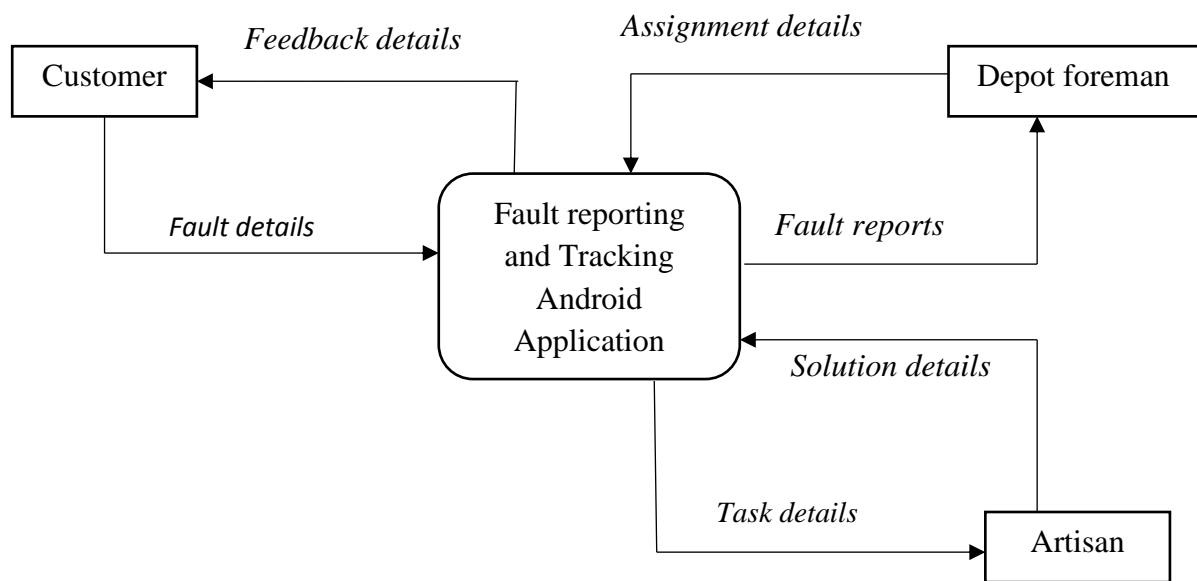 Feedback details
Assignment details
Customer
Depot foreman
Fault details
Fault reporting
and Tracking
Android
Application
Fault reports
Solution details
Task details
Artisan